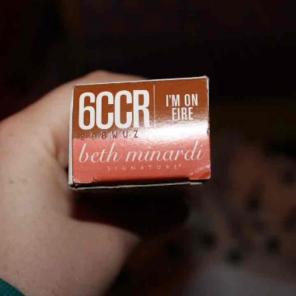 6CCR
I'M ON
FIRE
beth minardi
SIGNATURE